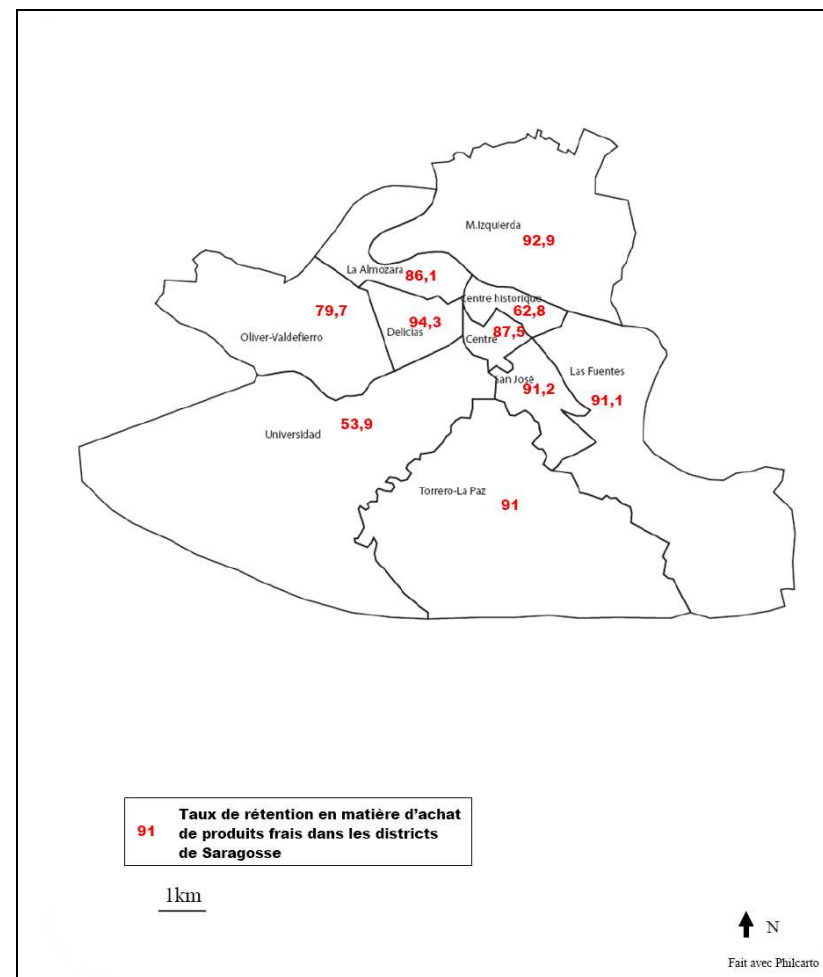 M.Izquierda
92,9
La Almozara
86,1
79,7
Oliver-Valdefierro
94,3
Delicias
Centre historique
62,8
87,5
Centre
San José
91,2
Las Fuentes
91,1
53,9
Universidad
Torrero-La Paz
91
91 Taux de rétention en matière d'achat
de produits frais dans les districts
de Saragosse
1km
N
Fait avec Philcarto